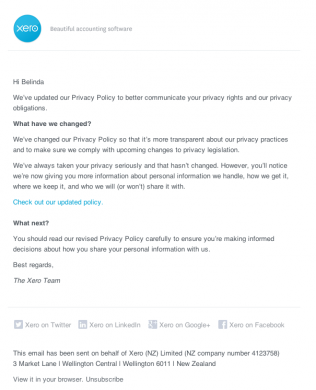 xero Beautiful accounting software
Hi Belinda
We've updated our Privacy Policy to better communicate your privacy rights and our privacy
obligations.
What have we changed?
We've changed our Privacy Policy so that it's more transparent about our privacy practices
and to make sure we comply with upcoming changes to privacy legislation.
We've always taken your privacy seriously and that hasn't changed. However, you'll notice
we're now giving you more information about personal information we handle, how we get it,
where we keep it, and who we will (or won't) share it with.
Check out our updated policy.
What next?
You should read our revised Privacy Policy carefully to ensure you're making informed
decisions about how you share your personal information with us.
Best regards,
The Xero Team
Xero on Twitter Xero on LinkedIn Xero on Google+ Xero on Facebook
This email has been sent on behalf of Xero (NZ) Limited (NZ company number 4123758)
3 Market Lane I Wellington Central I Wellington 6011 I New Zealand
View it in your browser. Unsubscribe